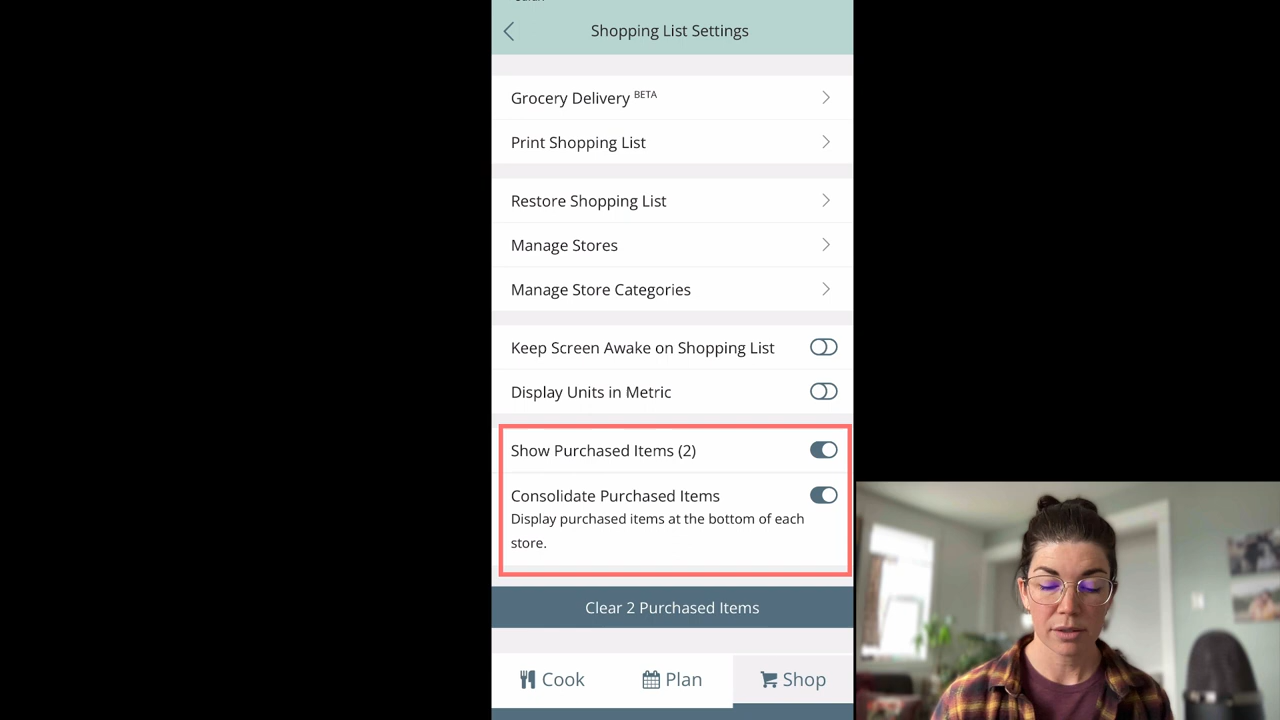 Shopping List Settings
Grocery Delivery BETA
Print Shopping List
Restore Shopping List
Manage Stores
Manage Store Categories
Keep Screen Awake on Shopping List
Display Units in Metric
Show Purchased Items (2)
Consolidate Purchased Items
Display purchased items at the bottom of each
store.
Clear 2 Purchased Items
Cook Plan Shop